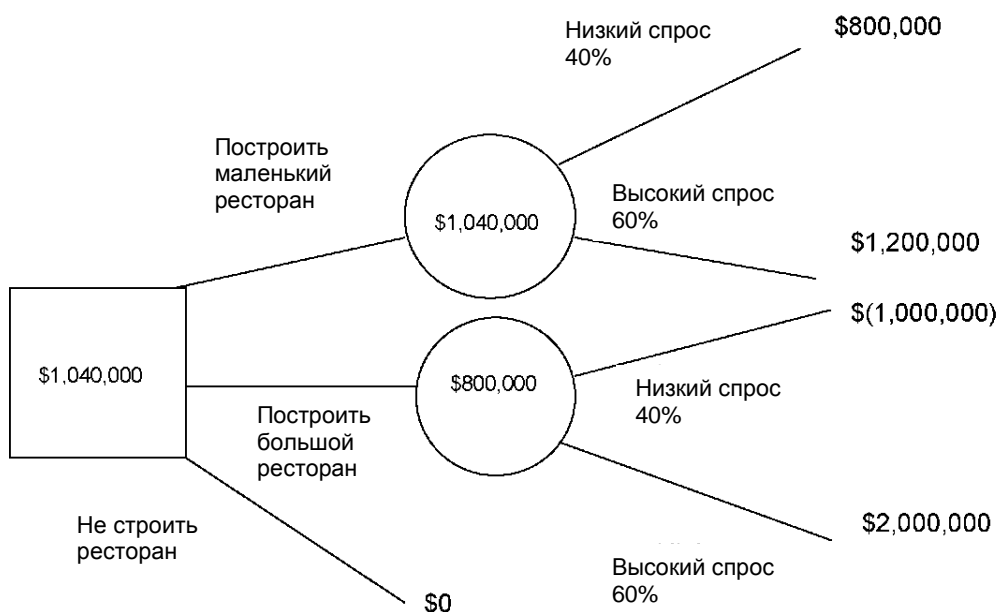 Низкий спрос
40%
$800,000
Построить
маленький
ресторан
$1,040,000
Высокий спрос
60%
$1,200,000
$(1,000,000)
$1,040,000
$800,000
Низкий спрос
40%
Построить
большой
ресторан
Не строить
ресторан
$2,000,000
Высокий спрос
60%
$0